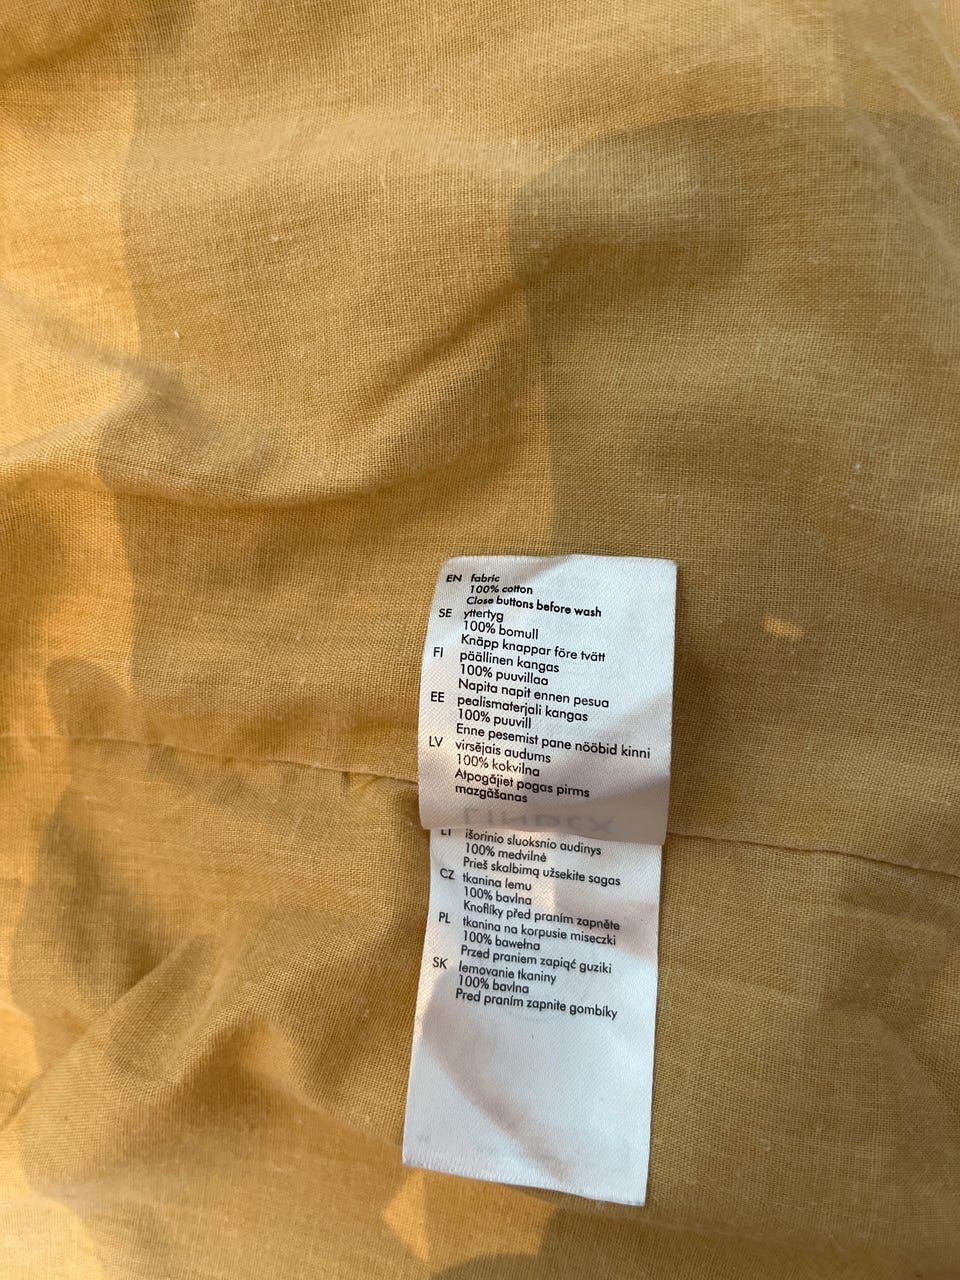 EN fabric
100% cotton
Close buttons before wash
SE yttertyg
100% bomull
Knäpp knappar före tvätt
FI päällinen kangas
100% puuvillaa
Napita napit ennen pesua
EE pealismaterjali kangas
100% puuvill
Enne pesemist pane nööbid kinni
LV virsējais audums
100% kokvilna
Atpogājiet pogas pirms
mazgāšanas
LT išorinio sluoksnio audinys
100% medvilnė
Prieš skalbimą užsekite sagas
CZ tkanina lemu
100% bavlna
Knoflíky před praním zapněte
PL tkanina na korpusie miseczki
100% bawełna
Przed praniem zapiąć guziki
SK lemovanie tkaniny
100% bavlna
Pred praním zapnite gombíky